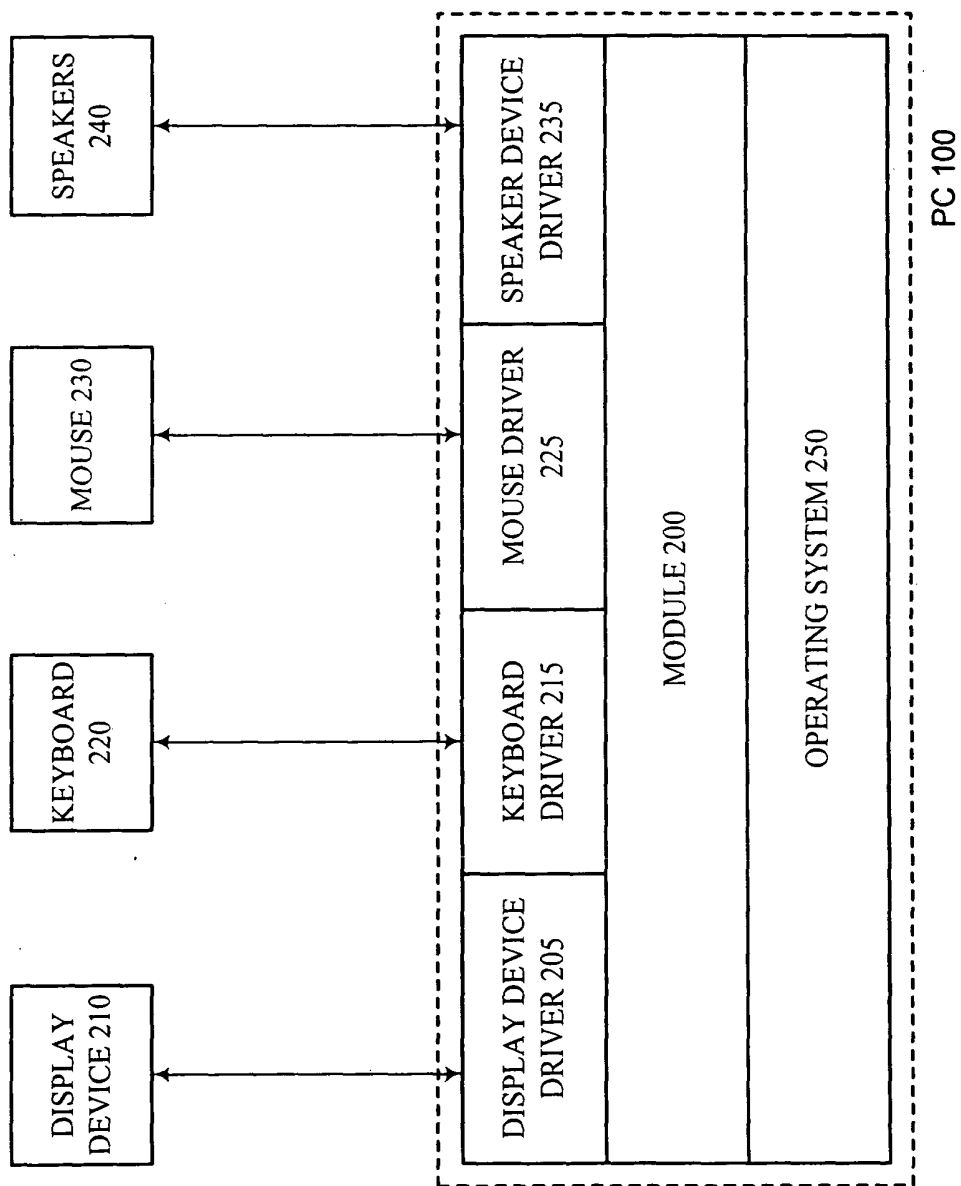 DISPLAY
DEVICE 210
KEYBOARD
220
MOUSE 230
SPEAKERS
240
DISPLAY DEVICE
DRIVER 205
KEYBOARD
DRIVER 215
MOUSE DRIVER
225
SPEAKER DEVICE
DRIVER 235
MODULE 200
OPERATING SYSTEM 250
PC 100